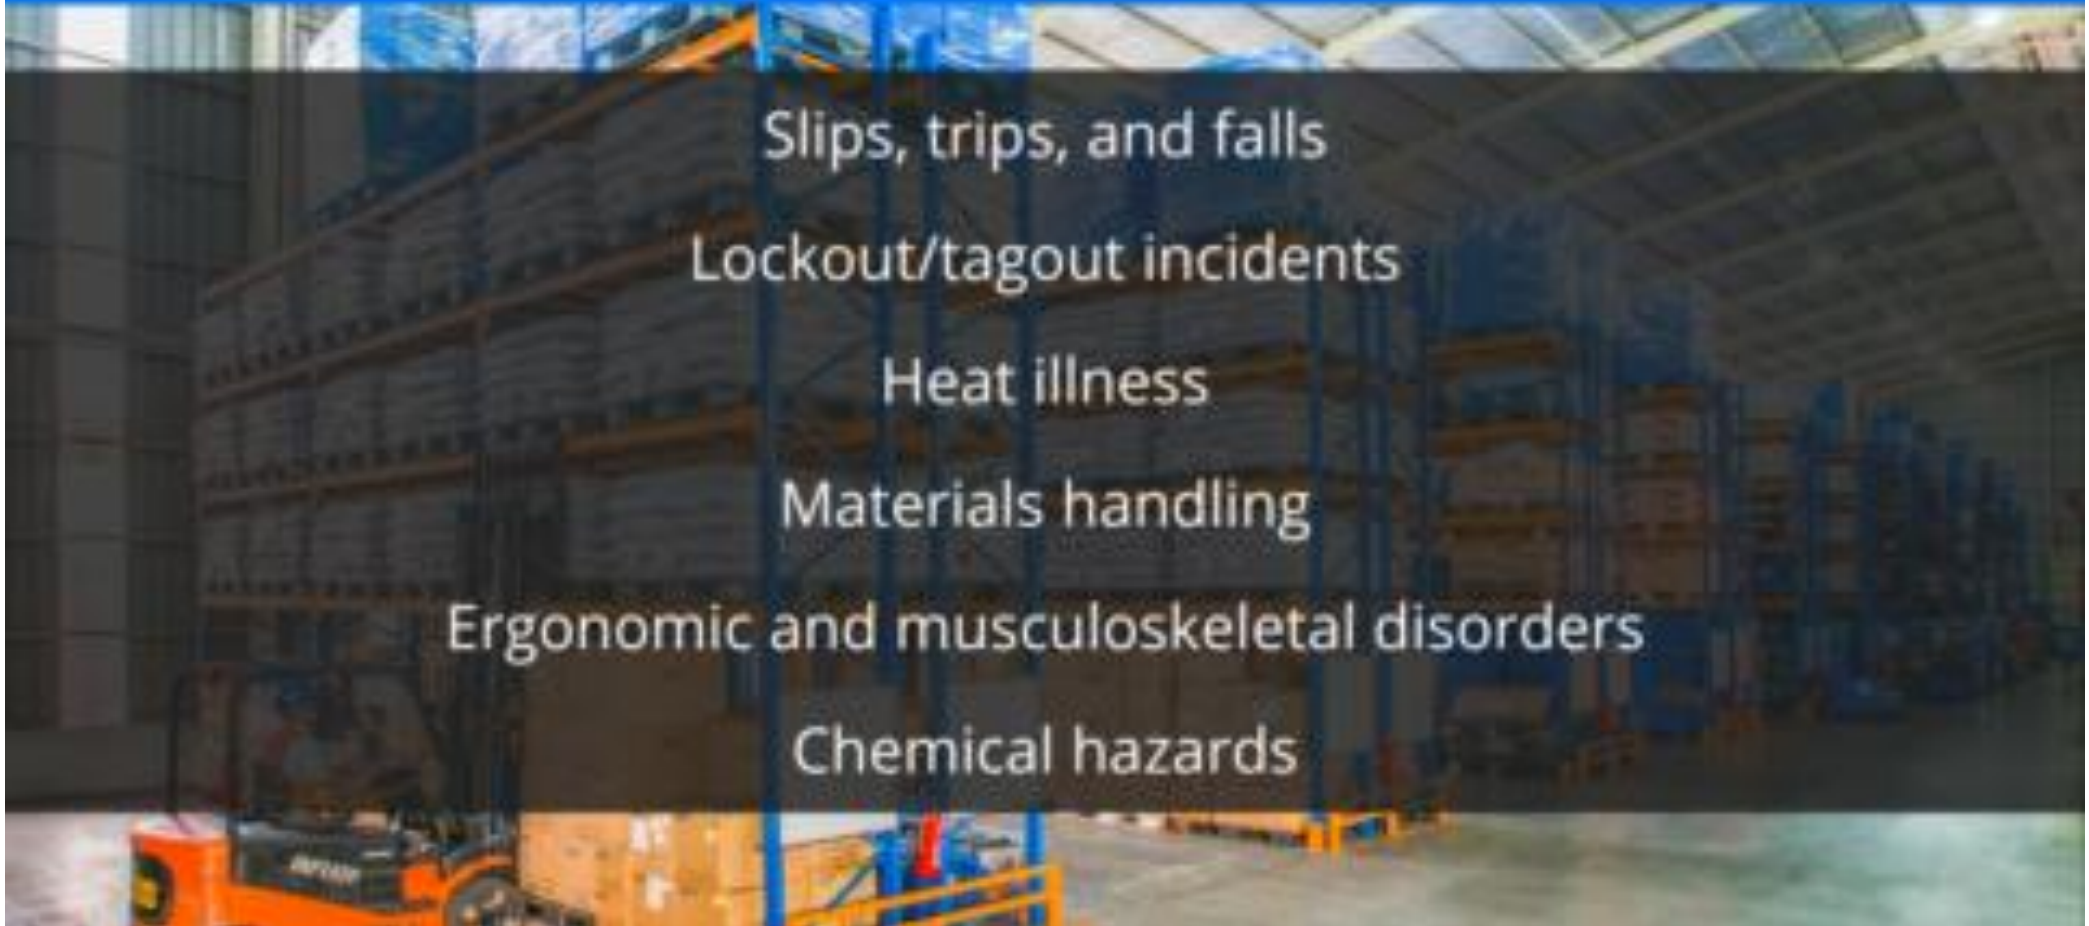 Slips, trips, and falls
Lockout/tagout incidents
Heat illness
Materials handling
Ergonomic and musculoskeletal disorders
Chemical hazards